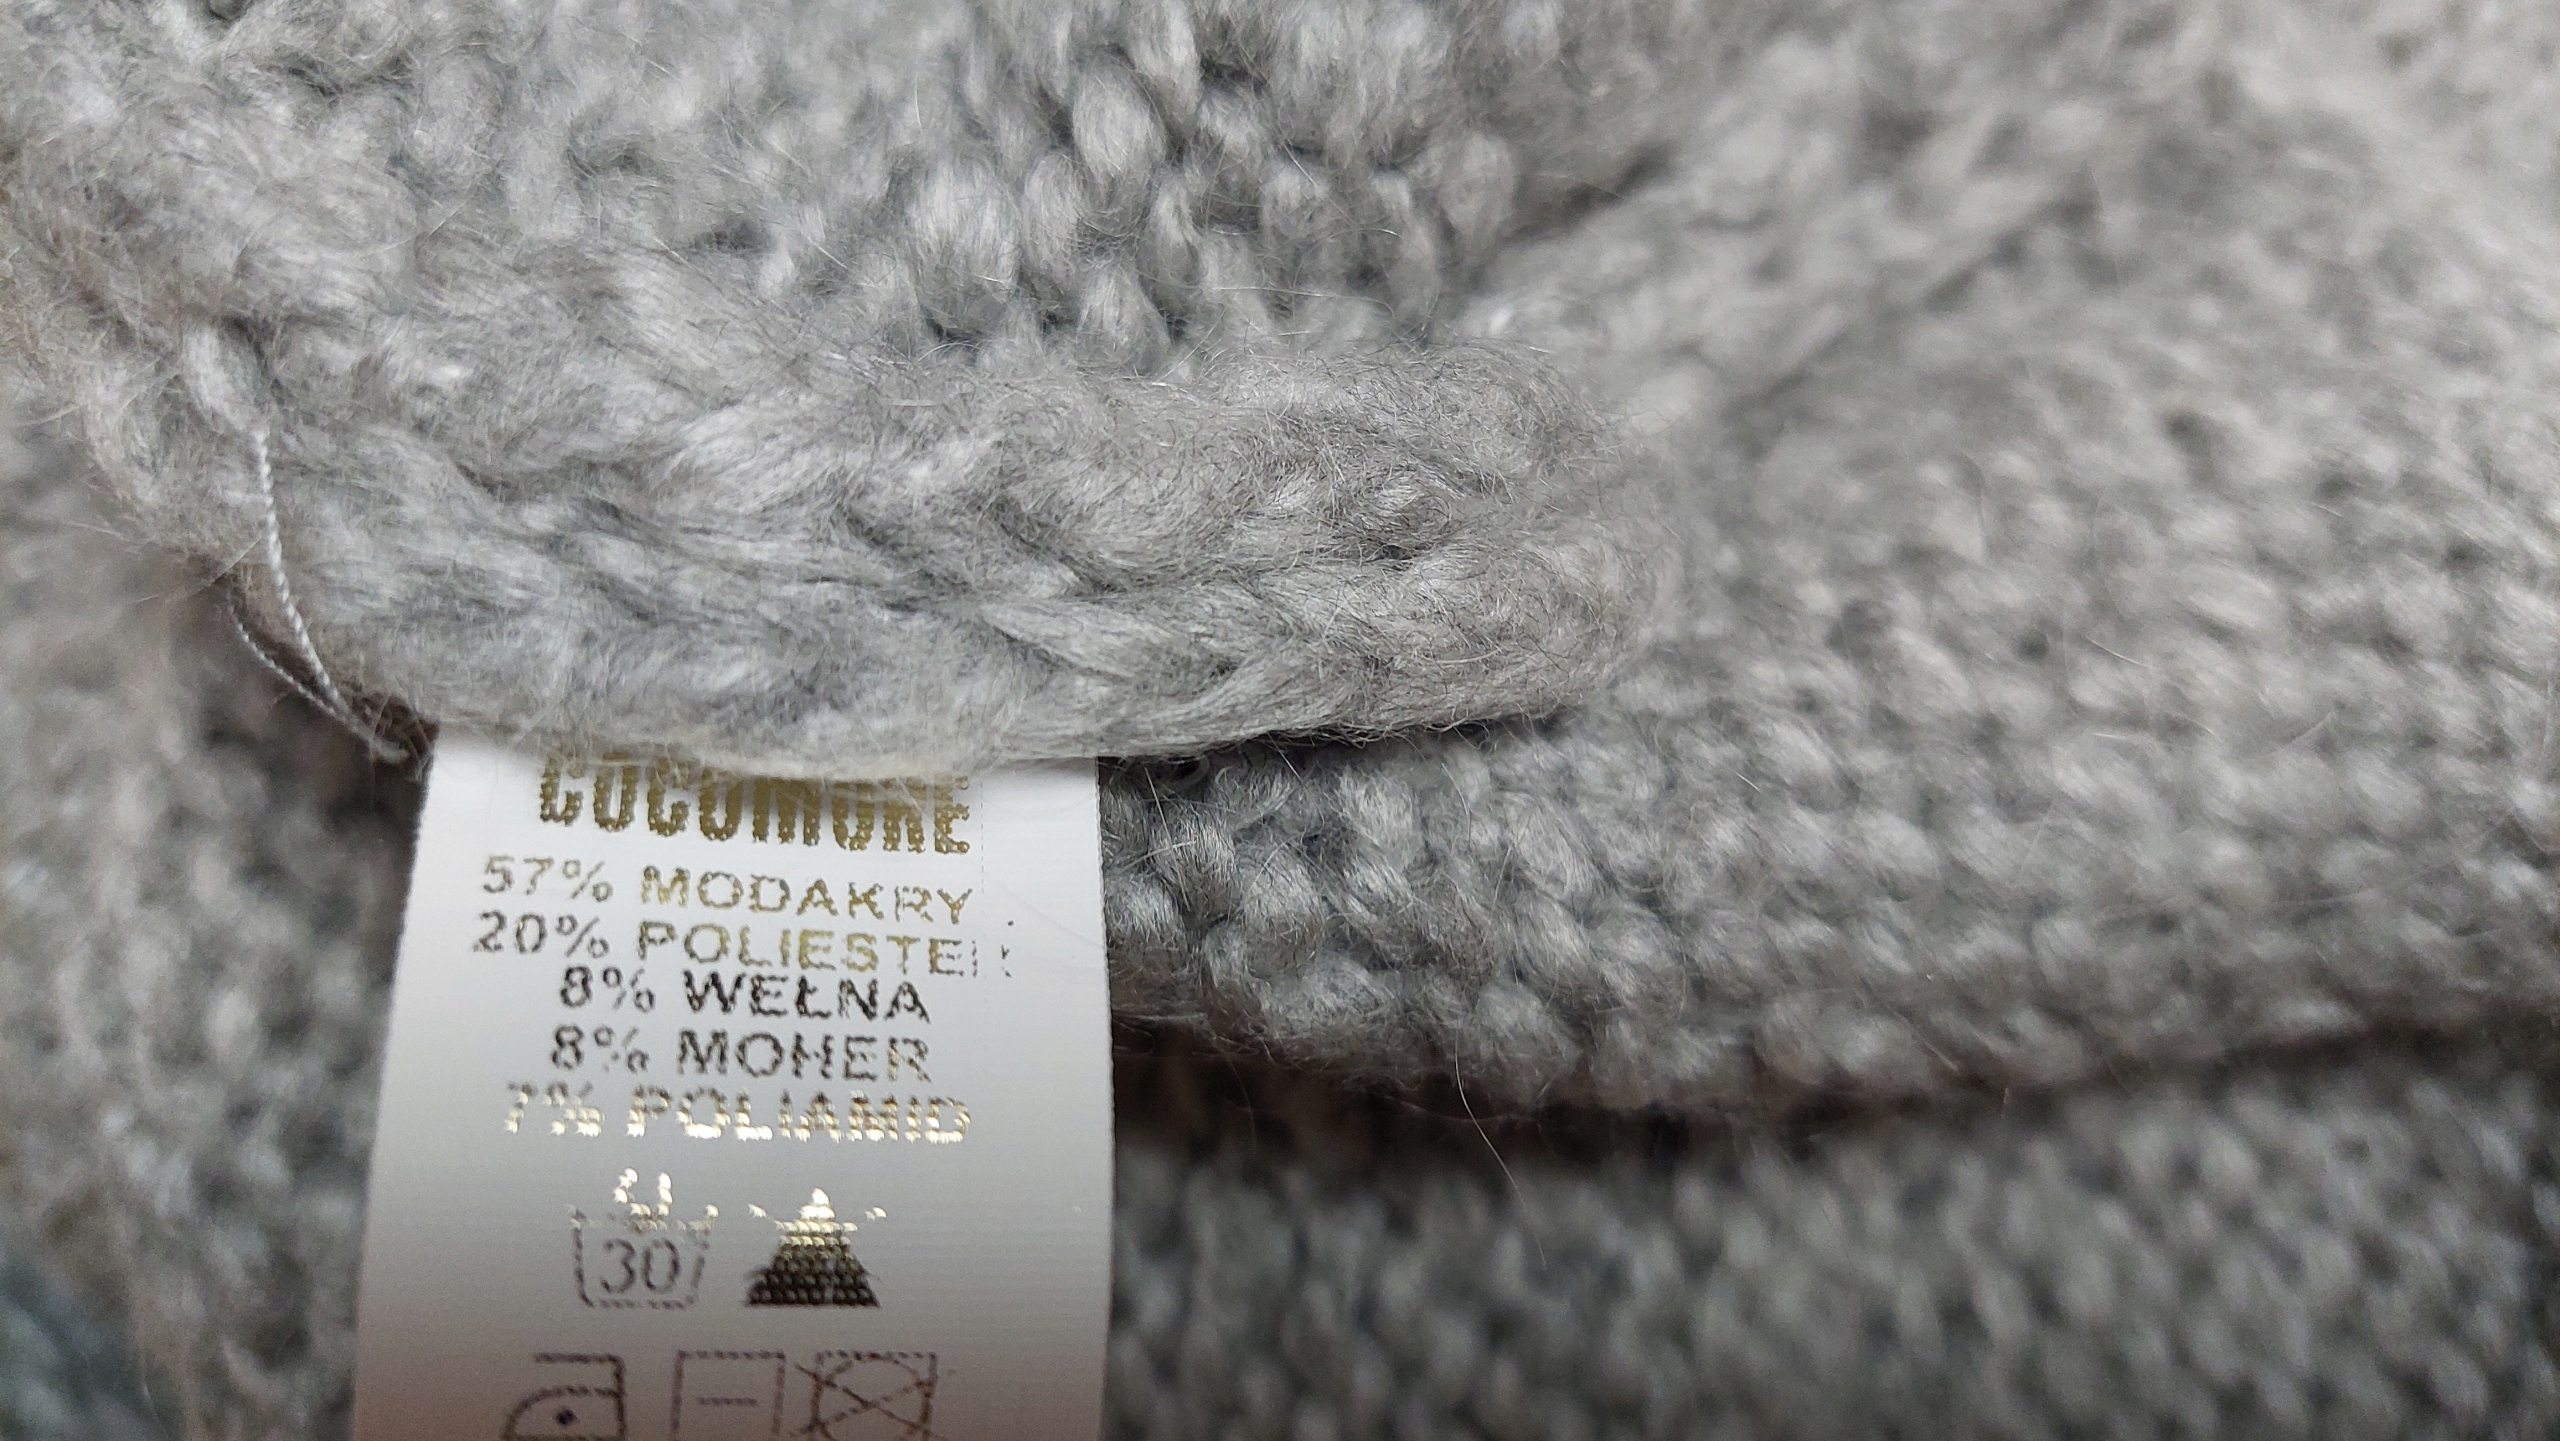 COCOMORE
57% MODAKRY
20% POLIESTER
8% WEŁNA
8% MOHER
7% POLIAMID
30